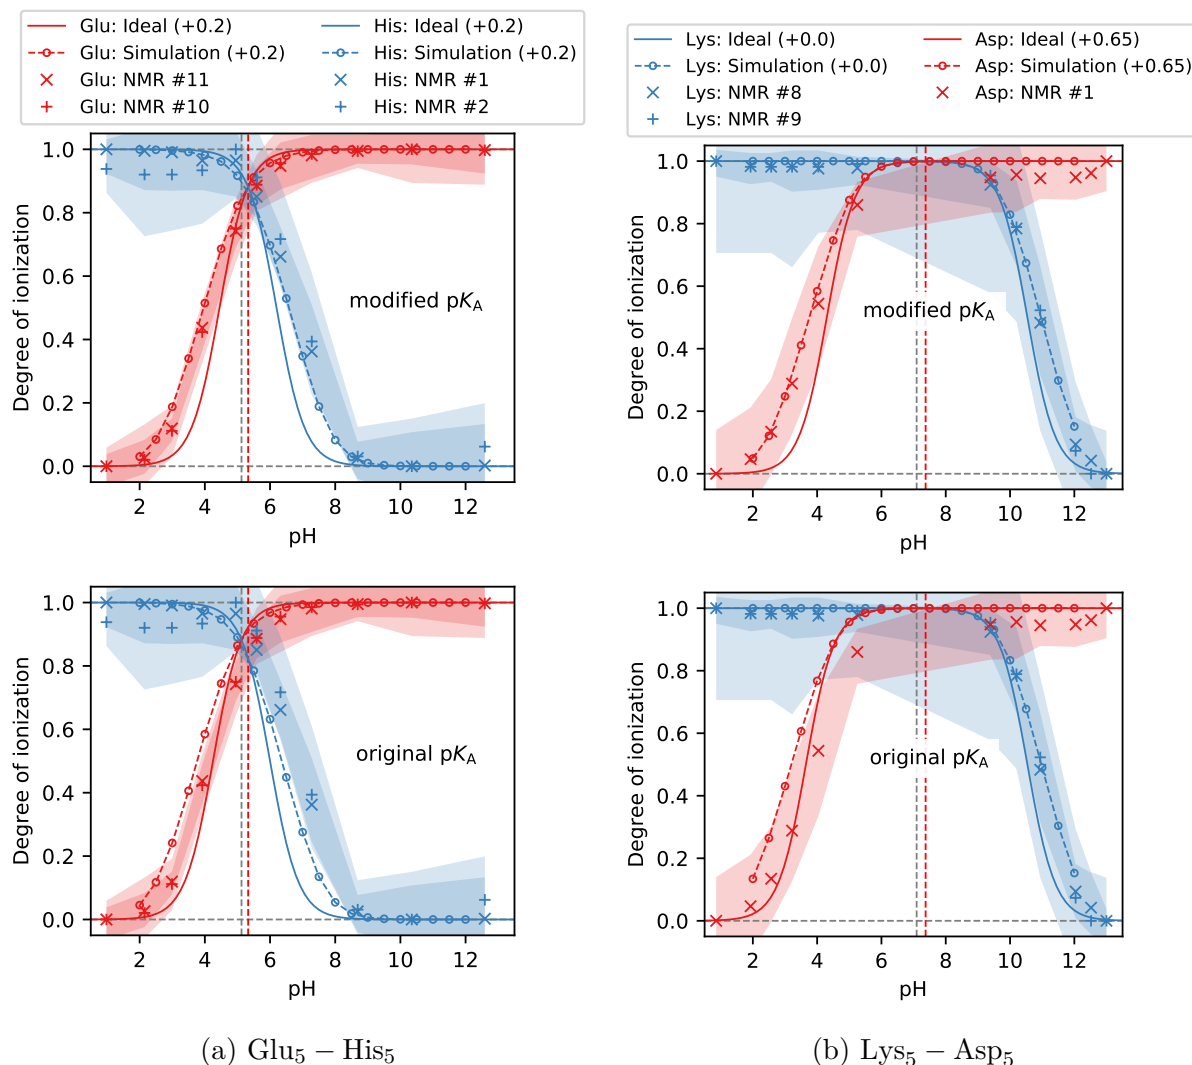 Glu: Ideal (+0.2)
Glu: Simulation (+0.2)
Glu: NMR #11
Glu: NMR #10
His: Ideal (+0.2)
His: Simulation (+0.2)
His: NMR #1
His: NMR #2
Lys: Ideal (+0.0)
Lys: Simulation (+0.0)
Lys: NMR #8
Lys: NMR #9
Asp: Ideal (+0.65)
Asp: Simulation (+0.65)
Asp: NMR #1
Degree of ionization
1.0
0.8
0.6
0.4
0.2
0.0
modified pKA
2 4 6 8 10 12
pH
Degree of ionization
1.0
0.8
0.6
0.4
0.2
0.0
modified pKA
2 4 6 8 10 12
pH
Degree of ionization
1.0
0.8
0.6
0.4
0.2
0.0
original pKA
2 4 6 8 10 12
pH
Degree of ionization
1.0
0.8
0.6
0.4
0.2
0.0
original pKA
2 4 6 8 10 12
pH
(a) Glu5 − His5
(b) Lys5 − Asp5